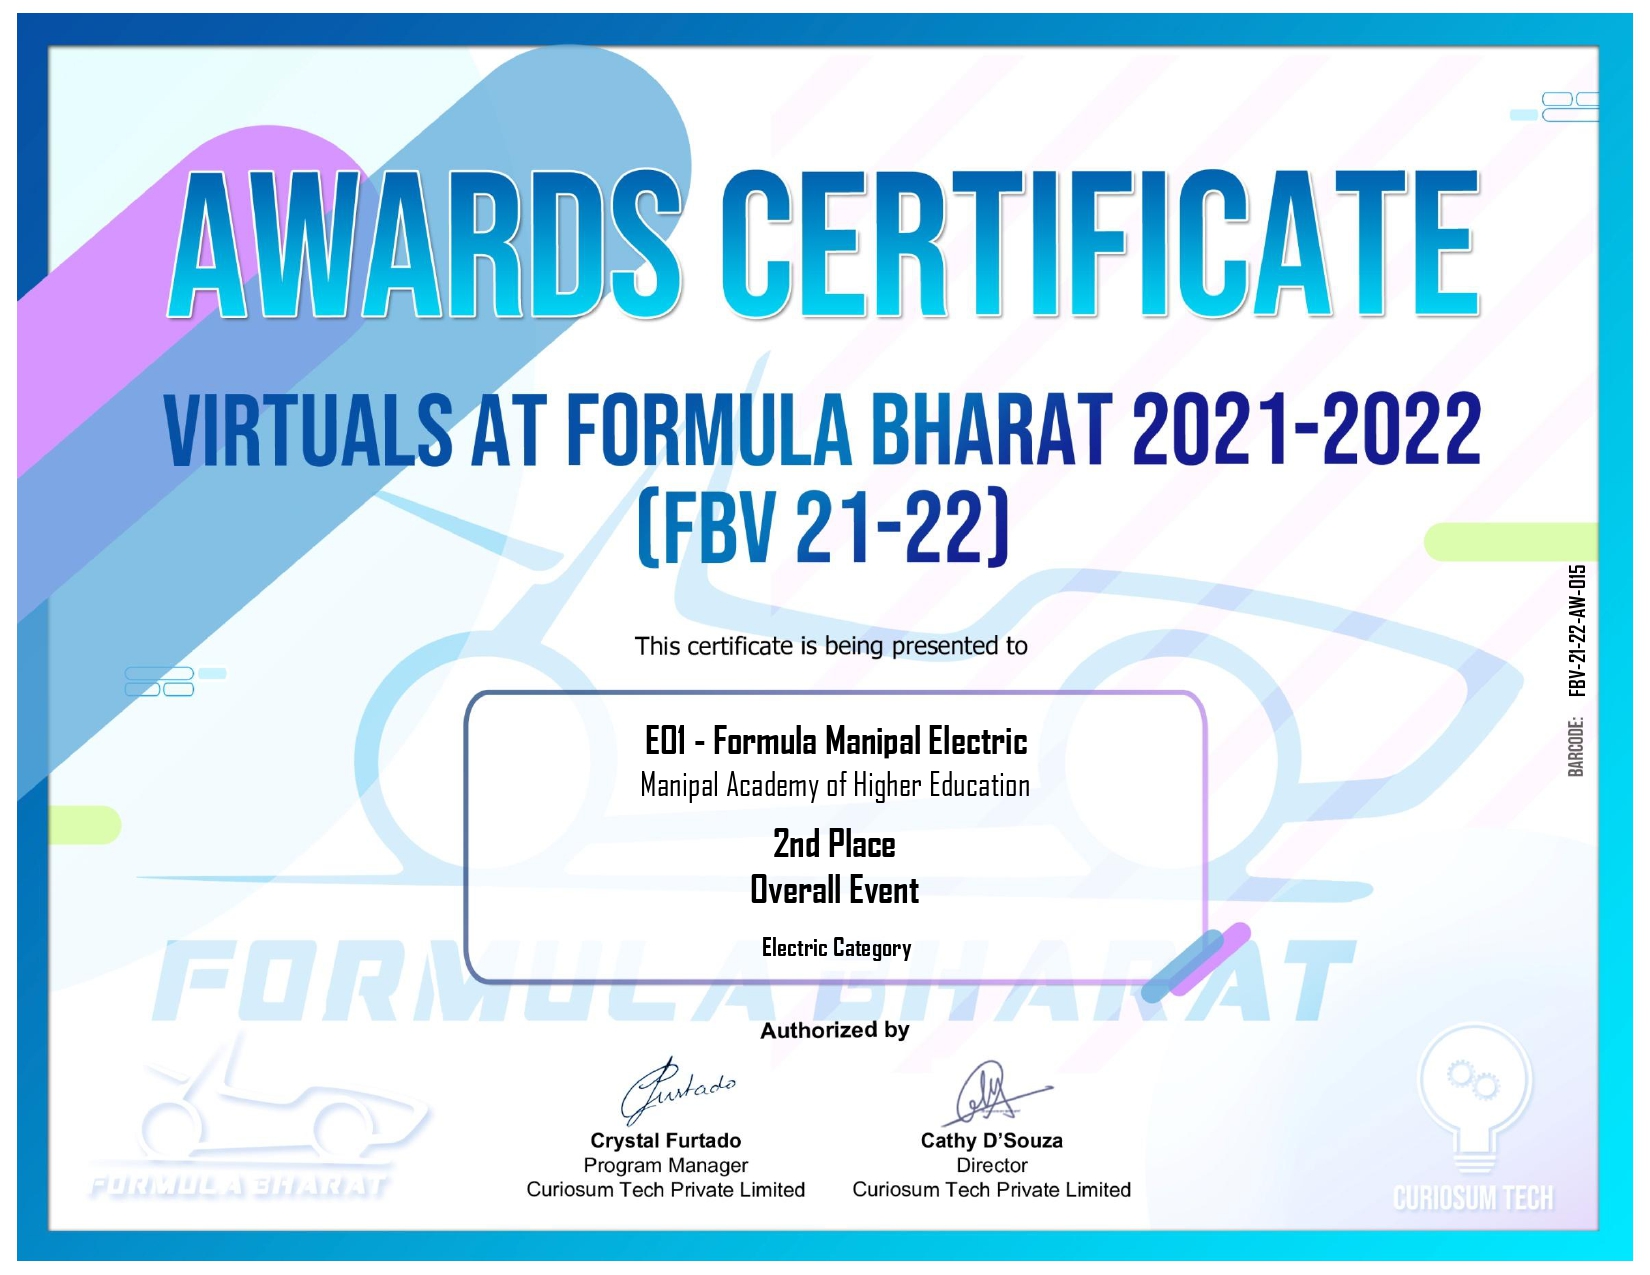 AWARDS CERTIFICATE
VIRTUALS AT FORMULA BHARAT 2021-2022
(FBV 21-22)
This certificate is being presented to
E01 - Formula Manipal Electric
Manipal Academy of Higher Education
2nd Place
Overall Event
Electric Category
FORMULA BHARAT
Authorized by
Furtado
Crystal Furtado
Program Manager
Curiosum Tech Private Limited
Cathy D'Souza
Director
Curiosum Tech Private Limited
FORMULA BHARAT
CURIOSUM TECH
BARCODE: FBV-21-22-AW-015